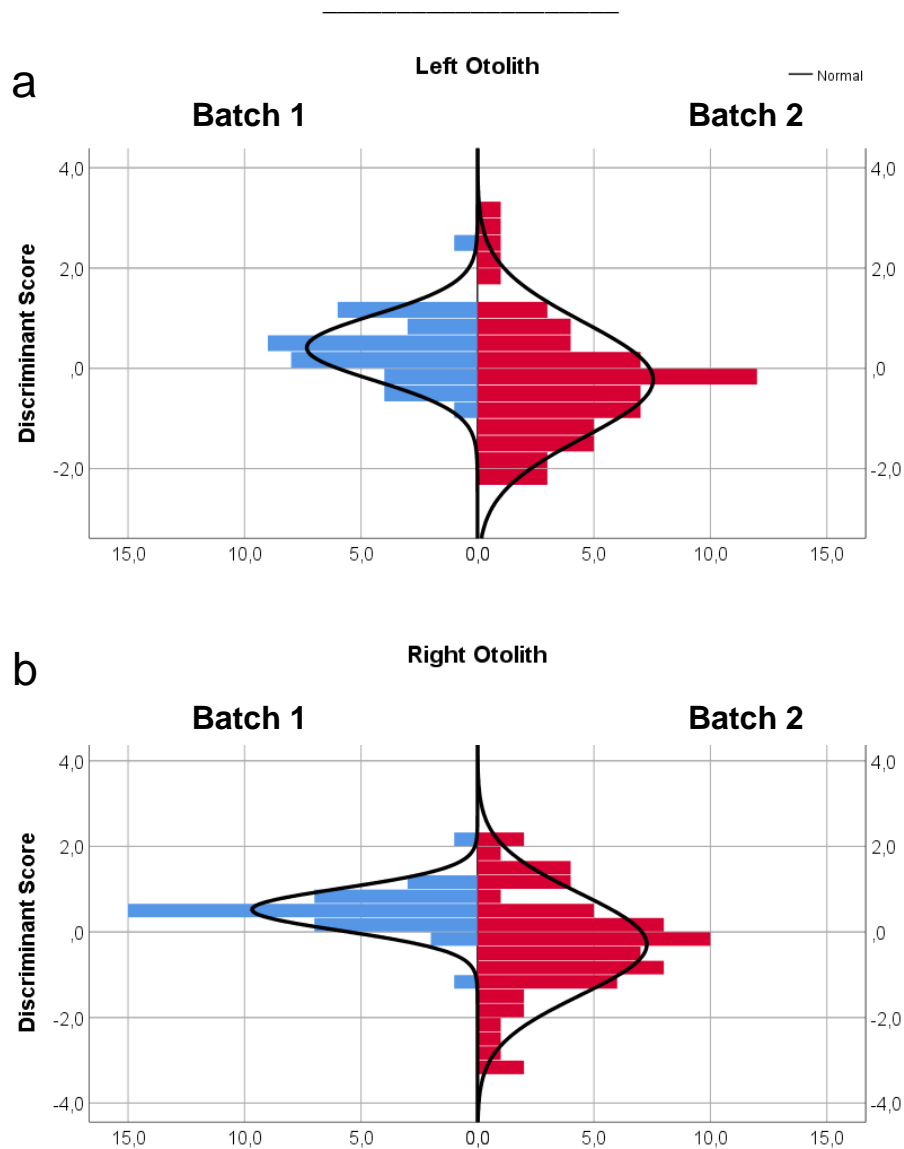 a
Left Otolith
Normal
Batch 1 Batch 2
4,0 4,0
2,0 2,0
,0 ,0
-2,0 -2,0
Discriminant Score
15,0 10,0 5,0 0,0 5,0 10,0 15,0
b
Right Otolith
Batch 1 Batch 2
4,0 4,0
2,0 2,0
,0 ,0
-2,0 -2,0
-4,0 -4,0
Discriminant Score
15,0 10,0 5,0 0,0 5,0 10,0 15,0